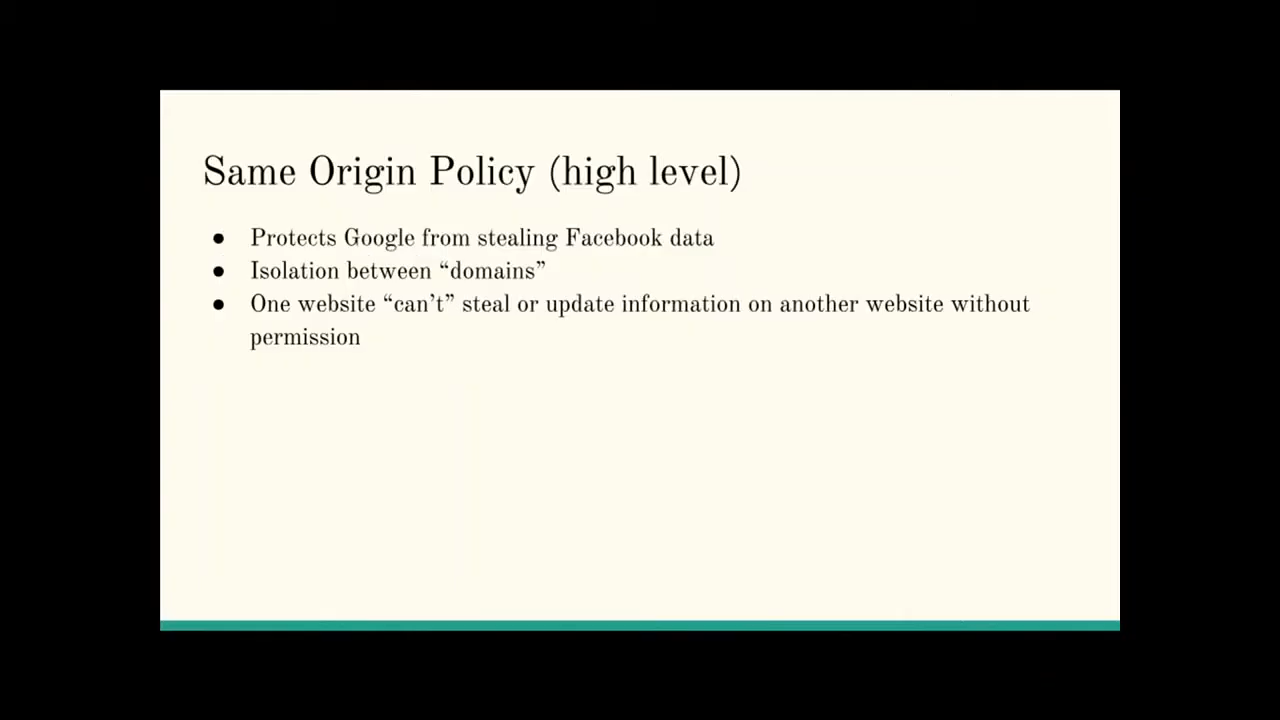 Same Origin Policy (high level)
● Protects Google from stealing Facebook data
● Isolation between “domains”
● One website “can’t” steal or update information on another website without
permission